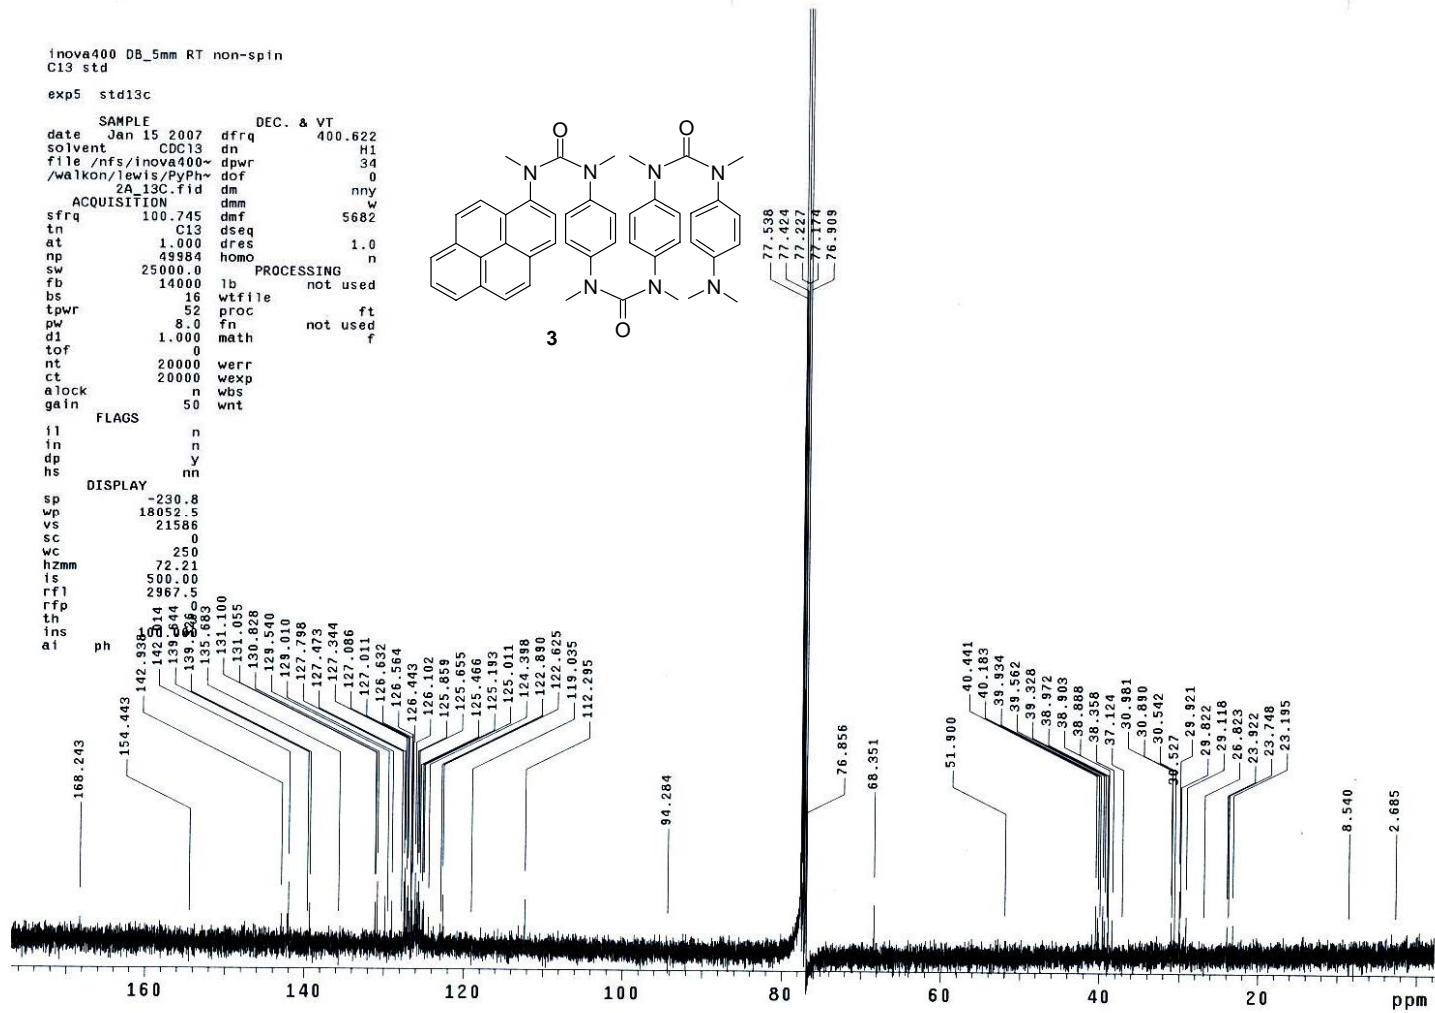 inova400 DB_5mm RT non-spin
C13 std
exp5 std13c
SAMPLE
date Jan 15 2007
solvent CDCl3
file /nfs/inova400~
/walkon/lewis/PyPh~
2A_13C.fid
ACQUISITION
sfrq 100.745
tn C13
at 1.000
np 49984
sw 25000.0
fb 14000
bs 16
tpwr 52
pw 8.0
d1 1.000
tof 0
nt 20000
ct 20000
alock n
gain 50
FLAGS
il n
in n
dp y
hs nn
DISPLAY
sp -230.8
wp 18052.5
vs 21586
sc 0
wc 250
hzmm 72.21
is 500.00
rfl 2967.5
rfp 0
th
ins 100.000
ai ph
DEC. & VT
dfrq 400.622
dn H1
dpwr 34
dof 0
dm nny
dmm w
dmf 5682
dseq
dres 1.0
homo n
PROCESSING
lb not used
wtfile
proc ft
fn not used
math f
werr
wexp
wbs
wnt
O
O
N
N
N
N
N
N
N
O
3
168.243
154.443
142.938
142.014
139.644
135.683
131.100
131.055
130.828
129.540
129.010
127.798
127.473
127.344
127.086
127.011
126.632
126.564
126.443
126.102
125.859
125.655
125.466
125.193
125.011
124.398
122.890
122.625
119.035
112.295
94.284
77.538
77.424
77.227
77.174
76.909
76.856
68.351
51.900
40.441
40.183
39.934
39.562
39.328
38.972
38.903
38.888
38.358
37.124
30.981
30.890
30.542
30.527
29.921
29.822
29.118
26.823
23.922
23.748
23.195
8.540
2.685
160 140 120 100 80 60 40 20 ppm